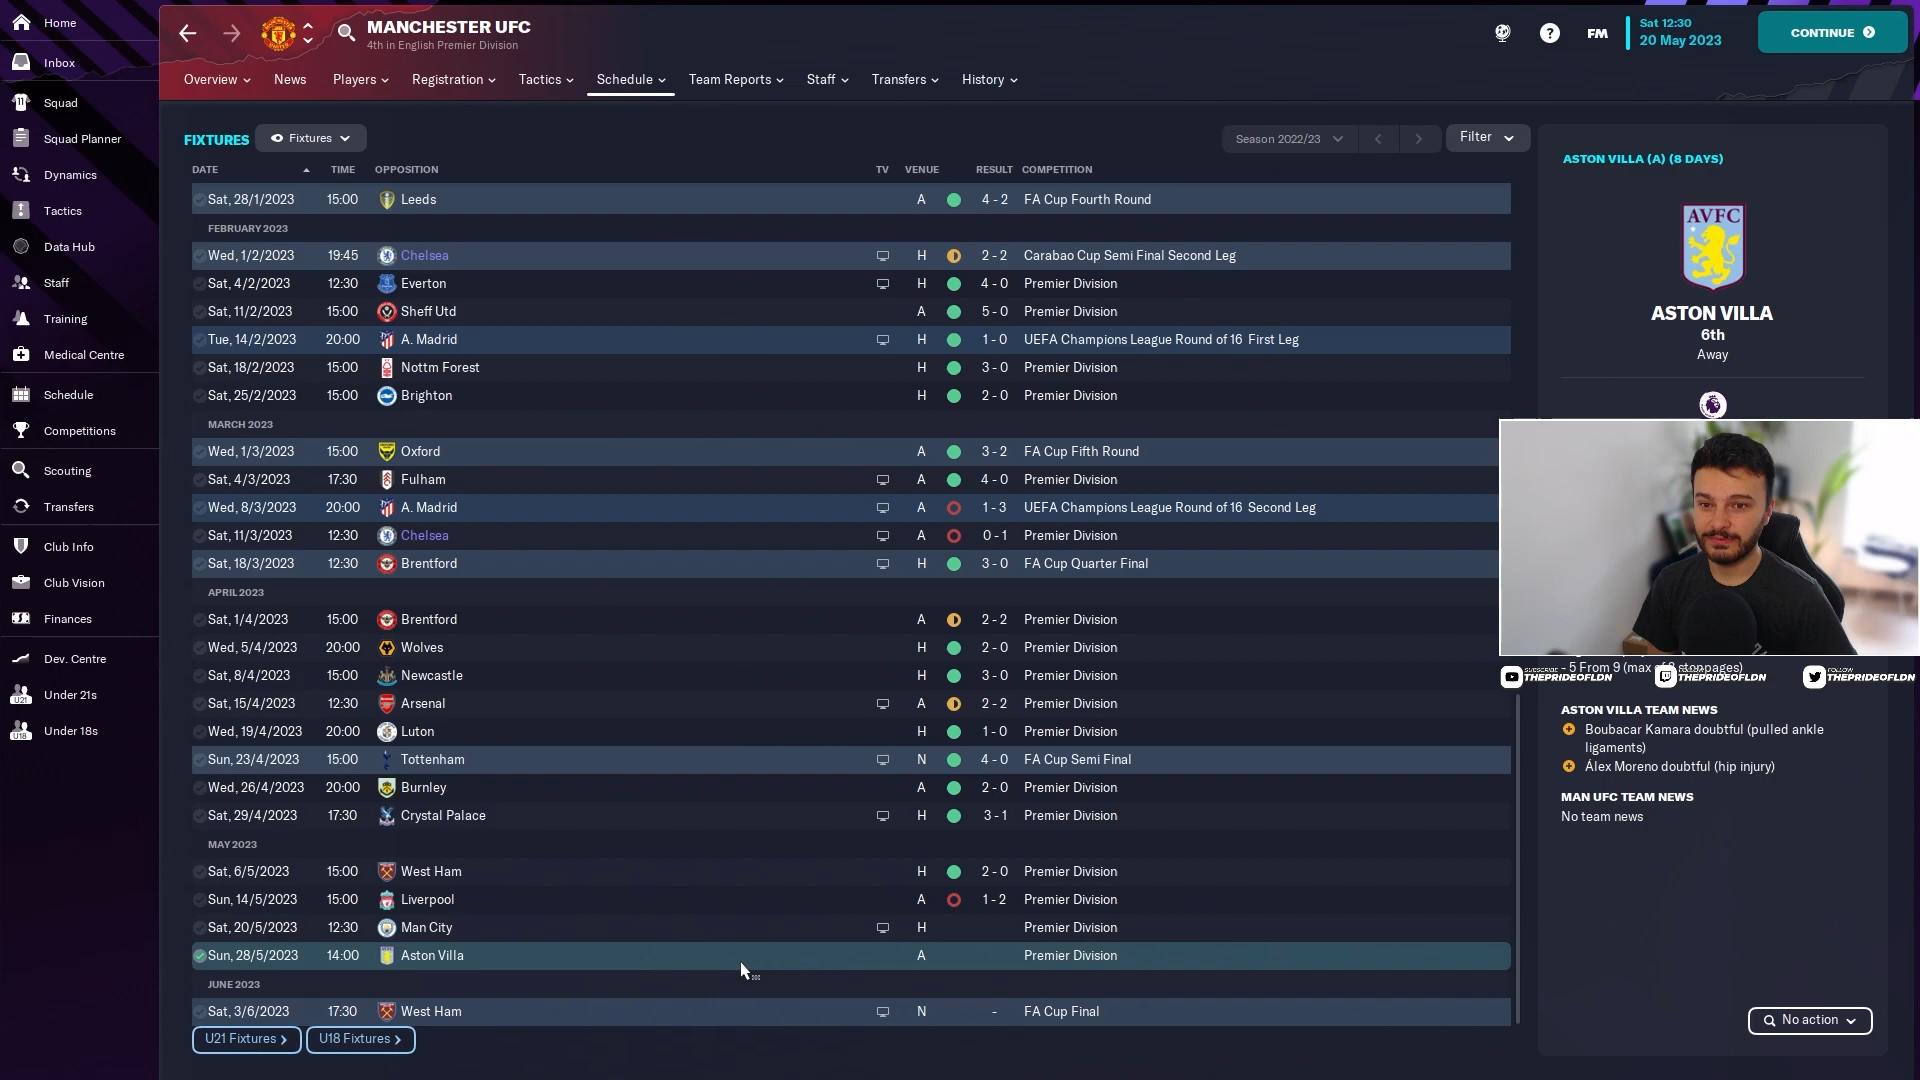 Home
Inbox
Squad
Squad Planner
Dynamics
Tactics
Data Hub
Staff
Training
Medical Centre
Schedule
Competitions
Scouting
Transfers
Club Info
Club Vision
Finances
Dev. Centre
Under 21s
Under 18s
MANCHESTER UFC
4th in English Premier Division
FM
Sat 12:30
20 May 2023
CONTINUE
Overview News Players Registration Tactics Schedule Team Reports Staff Transfers History
FIXTURES Fixtures Season 2022/23 Filter
DATE TIME OPPOSITION TV VENUE RESULT COMPETITION
Sat, 28/1/2023 15:00 Leeds A 4 - 2 FA Cup Fourth Round
FEBRUARY 2023
Wed, 1/2/2023 19:45 Chelsea H 2 - 2 Carabao Cup Semi Final Second Leg
Sat, 4/2/2023 12:30 Everton H 4 - 0 Premier Division
Sat, 11/2/2023 15:00 Sheff Utd A 5 - 0 Premier Division
Tue, 14/2/2023 20:00 A. Madrid H 1 - 0 UEFA Champions League Round of 16 First Leg
Sat, 18/2/2023 15:00 Nottm Forest H 3 - 0 Premier Division
Sat, 25/2/2023 15:00 Brighton H 2 - 0 Premier Division
MARCH 2023
Wed, 1/3/2023 15:00 Oxford A 3 - 2 FA Cup Fifth Round
Sat, 4/3/2023 17:30 Fulham A 4 - 0 Premier Division
Wed, 8/3/2023 20:00 A. Madrid A 1 - 3 UEFA Champions League Round of 16 Second Leg
Sat, 11/3/2023 12:30 Chelsea A 0 - 1 Premier Division
Sat, 18/3/2023 12:30 Brentford H 3 - 0 FA Cup Quarter Final
APRIL 2023
Sat, 1/4/2023 15:00 Brentford A 2 - 2 Premier Division
Wed, 5/4/2023 20:00 Wolves H 2 - 0 Premier Division
Sat, 8/4/2023 15:00 Newcastle H 3 - 0 Premier Division
Sat, 15/4/2023 12:30 Arsenal A 2 - 2 Premier Division
Wed, 19/4/2023 20:00 Luton H 1 - 0 Premier Division
Sun, 23/4/2023 15:00 Tottenham N 4 - 0 FA Cup Semi Final
Wed, 26/4/2023 20:00 Burnley A 2 - 0 Premier Division
Sat, 29/4/2023 17:30 Crystal Palace H 3 - 1 Premier Division
MAY 2023
Sat, 6/5/2023 15:00 West Ham H 2 - 0 Premier Division
Sun, 14/5/2023 15:00 Liverpool A 1 - 2 Premier Division
Sat, 20/5/2023 12:30 Man City H Premier Division
Sun, 28/5/2023 14:00 Aston Villa A Premier Division
JUNE 2023
Sat, 3/6/2023 17:30 West Ham N - FA Cup Final
U21 Fixtures U18 Fixtures
ASTON VILLA (A) (8 DAYS)
AVFC
ASTON VILLA
6th
Away
- 5 From 9 (max of 3 stoppages)
SUBSCRIBE THEPRIDEOFLDN THEPRIDEOFLDN FOLLOW THEPRIDEOFLDN
ASTON VILLA TEAM NEWS
Boubacar Kamara doubtful (pulled ankle
ligaments)
Álex Moreno doubtful (hip injury)
MAN UFC TEAM NEWS
No team news
No action